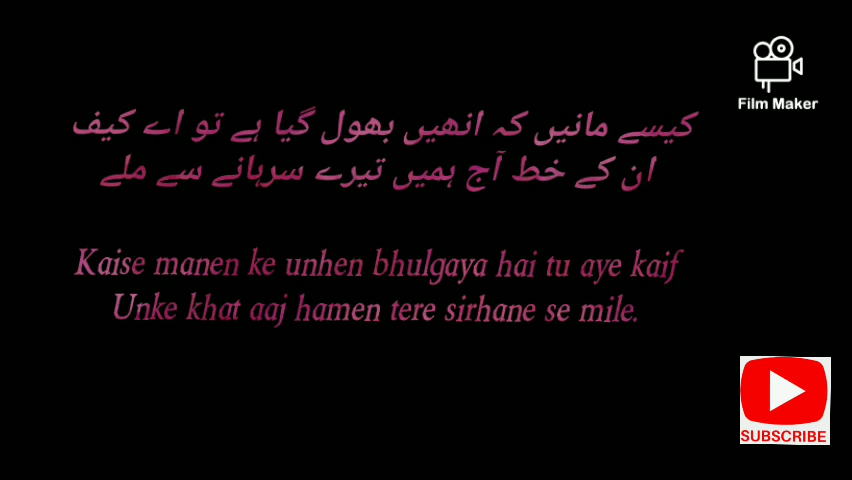 Film Maker
کیسے مانیں کہ انھیں بھول گیا ہے تو اے کیف
ان کے خط آج ہمیں تیرے سرہانے سے ملے
Kaise manen ke unhen bhulgaya hai tu aye kaif
Unke khat aaj hamen tere sirhane se mile.
SUBSCRIBE